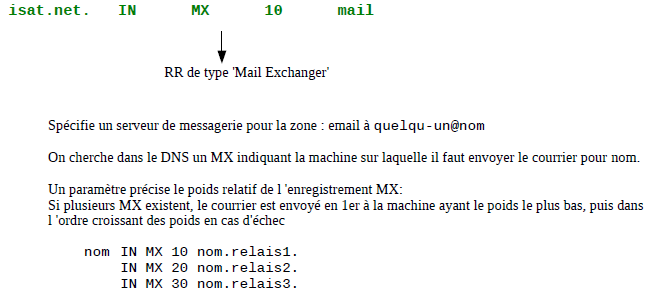 isat.net. IN MX 10 mail
RR de type 'Mail Exchanger'
Spécifie un serveur de messagerie pour la zone : email à quelqu-un@nom
On cherche dans le DNS un MX indiquant la machine sur laquelle il faut envoyer le courrier pour nom.
Un paramètre précise le poids relatif de l 'enregistrement MX:
Si plusieurs MX existent, le courrier est envoyé en 1er à la machine ayant le poids le plus bas, puis dans
l 'ordre croissant des poids en cas d'échec
nom IN MX 10 nom.relais1.
IN MX 20 nom.relais2.
IN MX 30 nom.relais3.